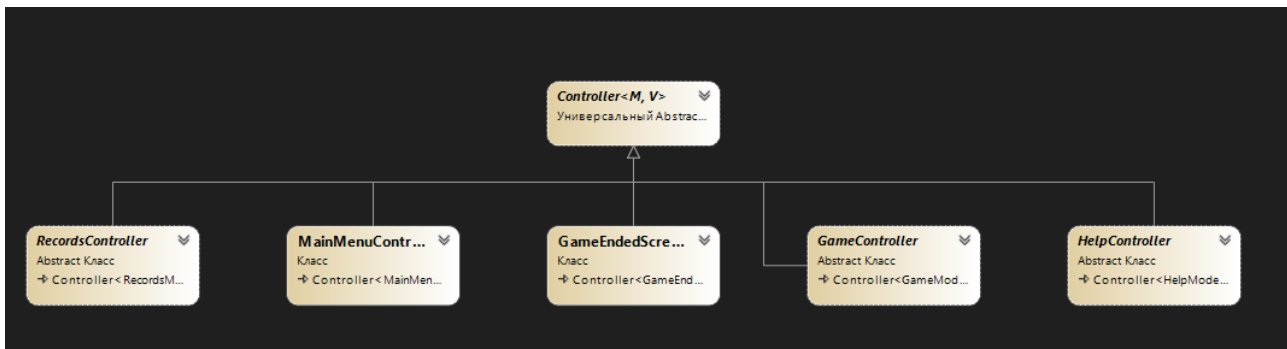 Controller<M, V>
Универсальный Abstrac...
RecordsController
Abstract Класс
Controller<RecordsM...
MainMenuContr...
Класс
Controller<MainMen...
GameEndedScre...
Класс
Controller<GameEnd...
GameController
Abstract Класс
Controller<GameMod...
HelpController
Abstract Класс
Controller<HelpMode...